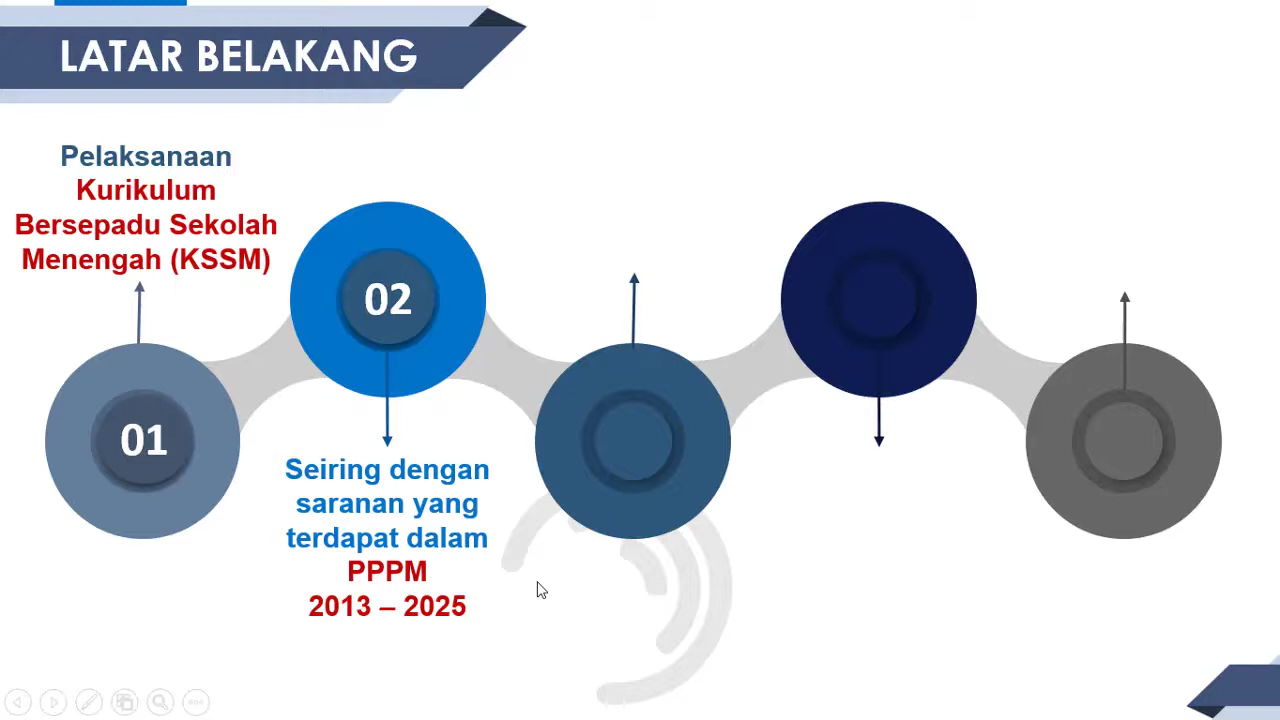 LATAR BELAKANG
Pelaksanaan
Kurikulum
Bersepadu Sekolah
Menengah (KSSM)
01
02
Seiring dengan
saranan yang
terdapat dalam
PPPM
2013 – 2025